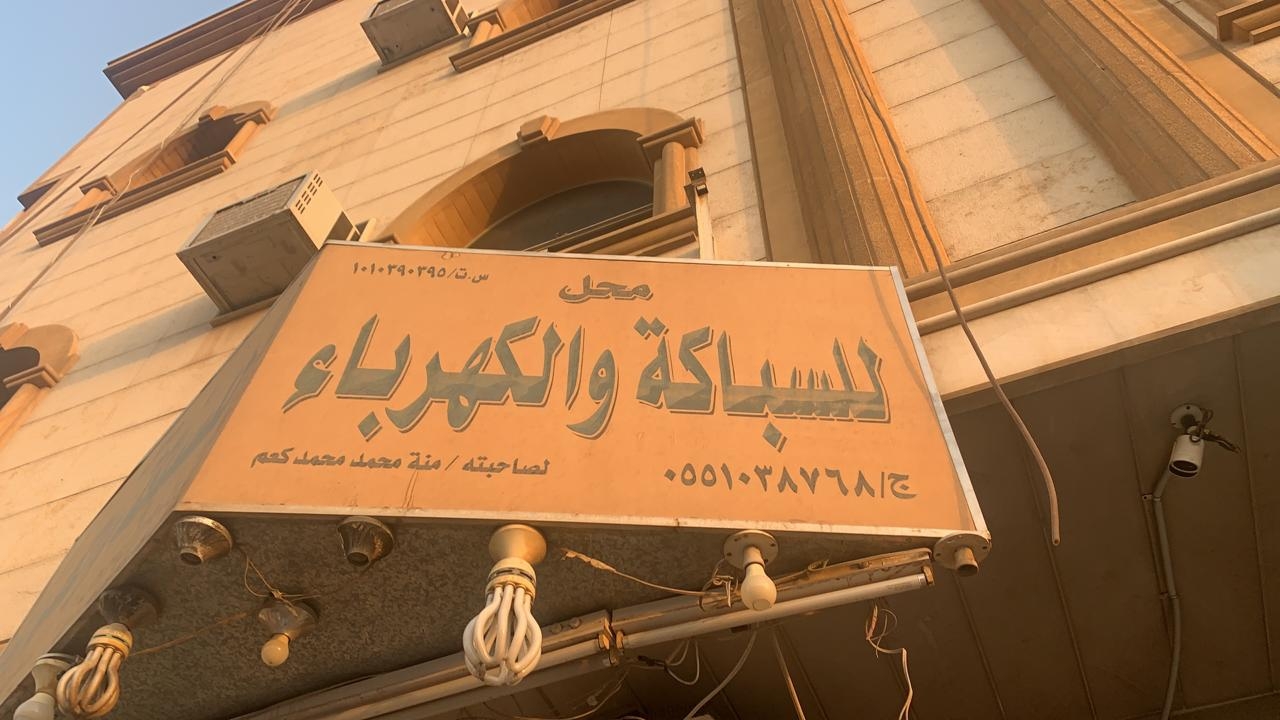 س.ت/١٠١٠٣٩٠٣٩٥
محل
للسباكة والكهرباء
ج/٠٥٥١٠٣٨٧٦٨ لصاحبته / منة محمد محمد كعم